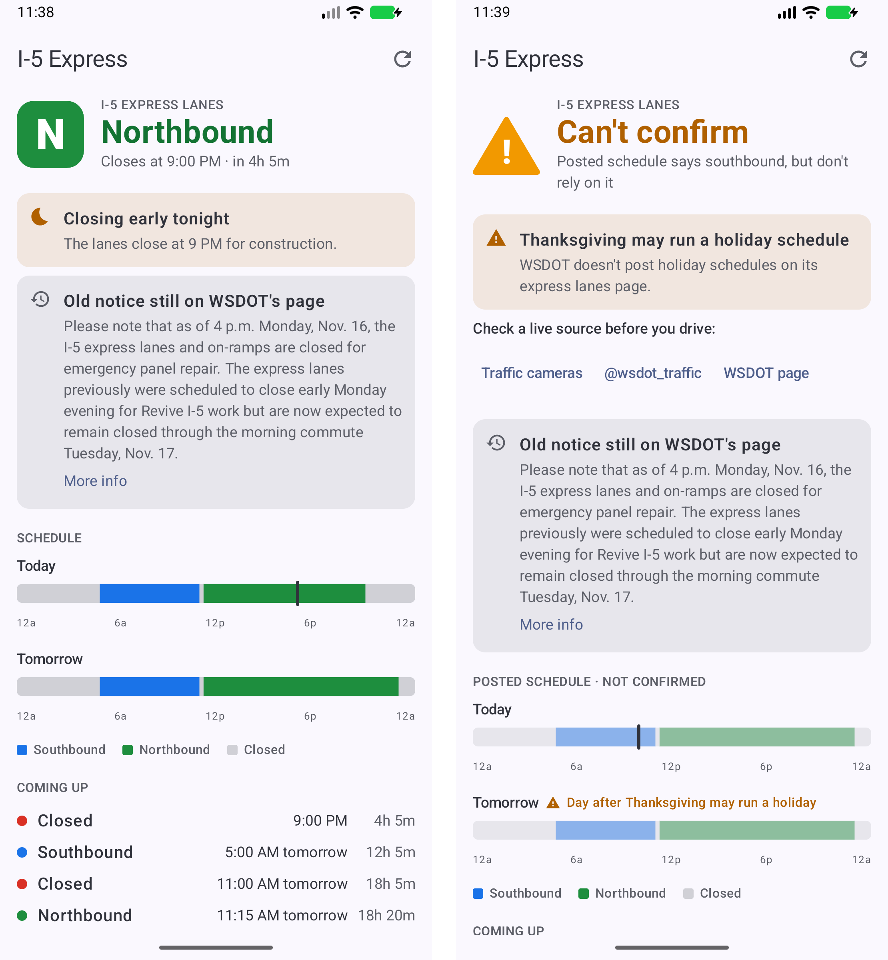 11:38
I-5 Express
N
I-5 EXPRESS LANES
Northbound
Closes at 9:00 PM · in 4h 5m
Closing early tonight
The lanes close at 9 PM for construction.
Old notice still on WSDOT's page
Please note that as of 4 p.m. Monday, Nov. 16, the
I-5 express lanes and on-ramps are closed for
emergency panel repair. The express lanes
previously were scheduled to close early Monday
evening for Revive I-5 work but are now expected to
remain closed through the morning commute
Tuesday, Nov. 17.
More info
SCHEDULE
Today
12a 6a 12p 6p 12a
Tomorrow
12a 6a 12p 6p 12a
Southbound Northbound Closed
COMING UP
Closed 9:00 PM 4h 5m
Southbound 5:00 AM tomorrow 12h 5m
Closed 11:00 AM tomorrow 18h 5m
Northbound 11:15 AM tomorrow 18h 20m
11:39
I-5 Express
I-5 EXPRESS LANES
Can't confirm
Posted schedule says southbound, but don't
rely on it
Thanksgiving may run a holiday schedule
WSDOT doesn't post holiday schedules on its
express lanes page.
Check a live source before you drive:
Traffic cameras @wsdot_traffic WSDOT page
Old notice still on WSDOT's page
Please note that as of 4 p.m. Monday, Nov. 16, the
I-5 express lanes and on-ramps are closed for
emergency panel repair. The express lanes
previously were scheduled to close early Monday
evening for Revive I-5 work but are now expected to
remain closed through the morning commute
Tuesday, Nov. 17.
More info
POSTED SCHEDULE · NOT CONFIRMED
Today
12a 6a 12p 6p 12a
Tomorrow Day after Thanksgiving may run a holiday
12a 6a 12p 6p 12a
Southbound Northbound Closed
COMING UP